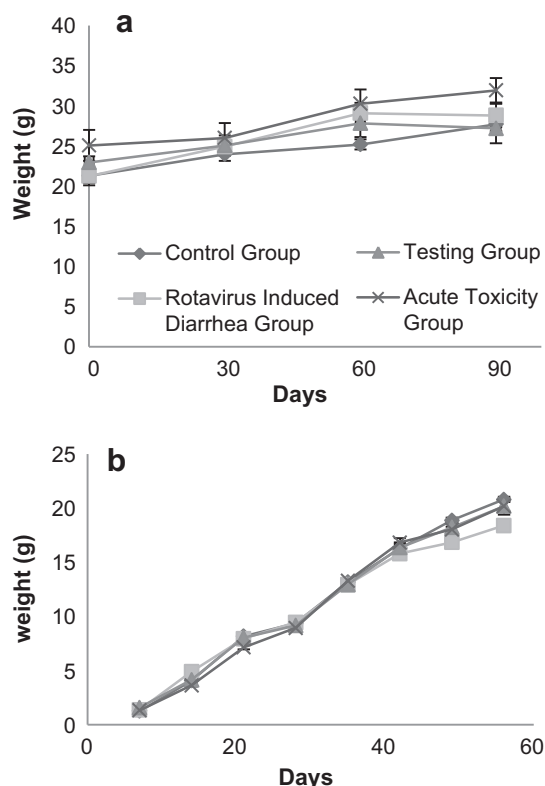 a
40
35
30
25
20
15
10
5
0
Weight (g)
Control Group
Testing Group
Rotavirus Induced
Diarrhea Group
Acute Toxicity
Group
0 30 60 90
Days
b
25
20
15
10
5
0
weight (g)
0 20 40 60
Days